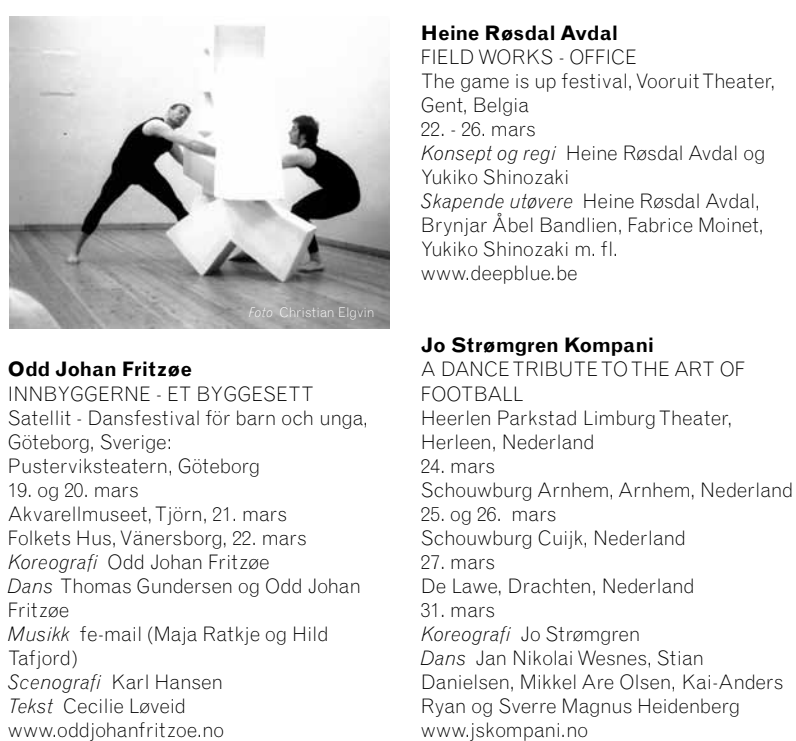 Foto Christian Elgvin
Odd Johan Fritzøe
INNBYGGERNE - ET BYGGESETT
Satellit - Dansfestival för barn och unga,
Göteborg, Sverige:
Pusterviksteatern, Göteborg
19. og 20. mars
Akvarellmuseet, Tjörn, 21. mars
Folkets Hus, Vänersborg, 22. mars
Koreografi Odd Johan Fritzøe
Dans Thomas Gundersen og Odd Johan
Fritzøe
Musikk fe-mail (Maja Ratkje og Hild
Tafjord)
Scenografi Karl Hansen
Tekst Cecilie Løveid
www.oddjohanfritzoe.no
Heine Røsdal Avdal
FIELD WORKS - OFFICE
The game is up festival, Vooruit Theater,
Gent, Belgia
22. - 26. mars
Konsept og regi Heine Røsdal Avdal og
Yukiko Shinozaki
Skapende utøvere Heine Røsdal Avdal,
Brynjar Åbel Bandlien, Fabrice Moinet,
Yukiko Shinozaki m. fl.
www.deepblue.be
Jo Strømgren Kompani
A DANCE TRIBUTE TO THE ART OF
FOOTBALL
Heerlen Parkstad Limburg Theater,
Herleen, Nederland
24. mars
Schouwburg Arnhem, Arnhem, Nederland
25. og 26. mars
Schouwburg Cuijk, Nederland
27. mars
De Lawe, Drachten, Nederland
31. mars
Koreografi Jo Strømgren
Dans Jan Nikolai Wesnes, Stian
Danielsen, Mikkel Are Olsen, Kai-Anders
Ryan og Sverre Magnus Heidenberg
www.jskompani.no